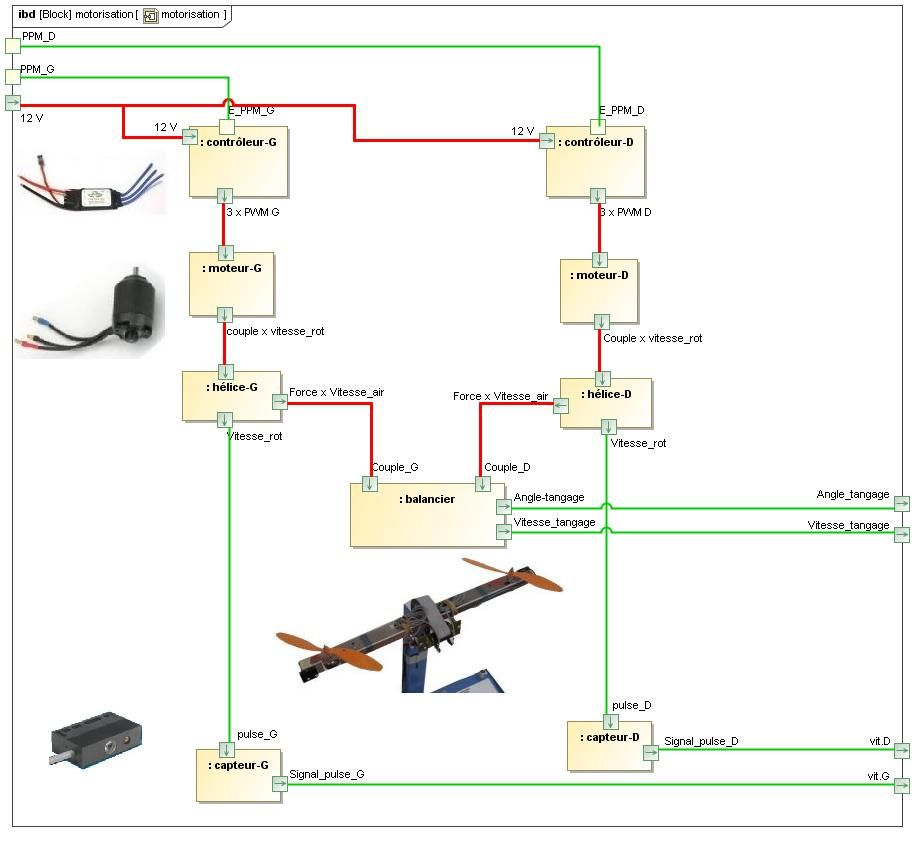 ibd [Block] motorisation[ motorisation ]
PPM_D
PPM_G
12 V
E_PPM_G
E_PPM_D
12 V
12 V
: contrôleur-G
: contrôleur-D
3 x PWM G
3 x PWM D
: moteur-G
: moteur-D
couple x vitesse_rot
Couple x vitesse_rot
: hélice-G
: hélice-D
Force x Vitesse_air
Force x Vitesse_air
Vitesse_rot
Vitesse_rot
Couple_G
Couple_D
: balancier
Angle-tangage
Angle_tangage
Vitesse_tangage
Vitesse_tangage
pulse_D
: capteur-D
Signal_pulse_D
vit.D
pulse_G
: capteur-G
Signal_pulse_G
vit.G